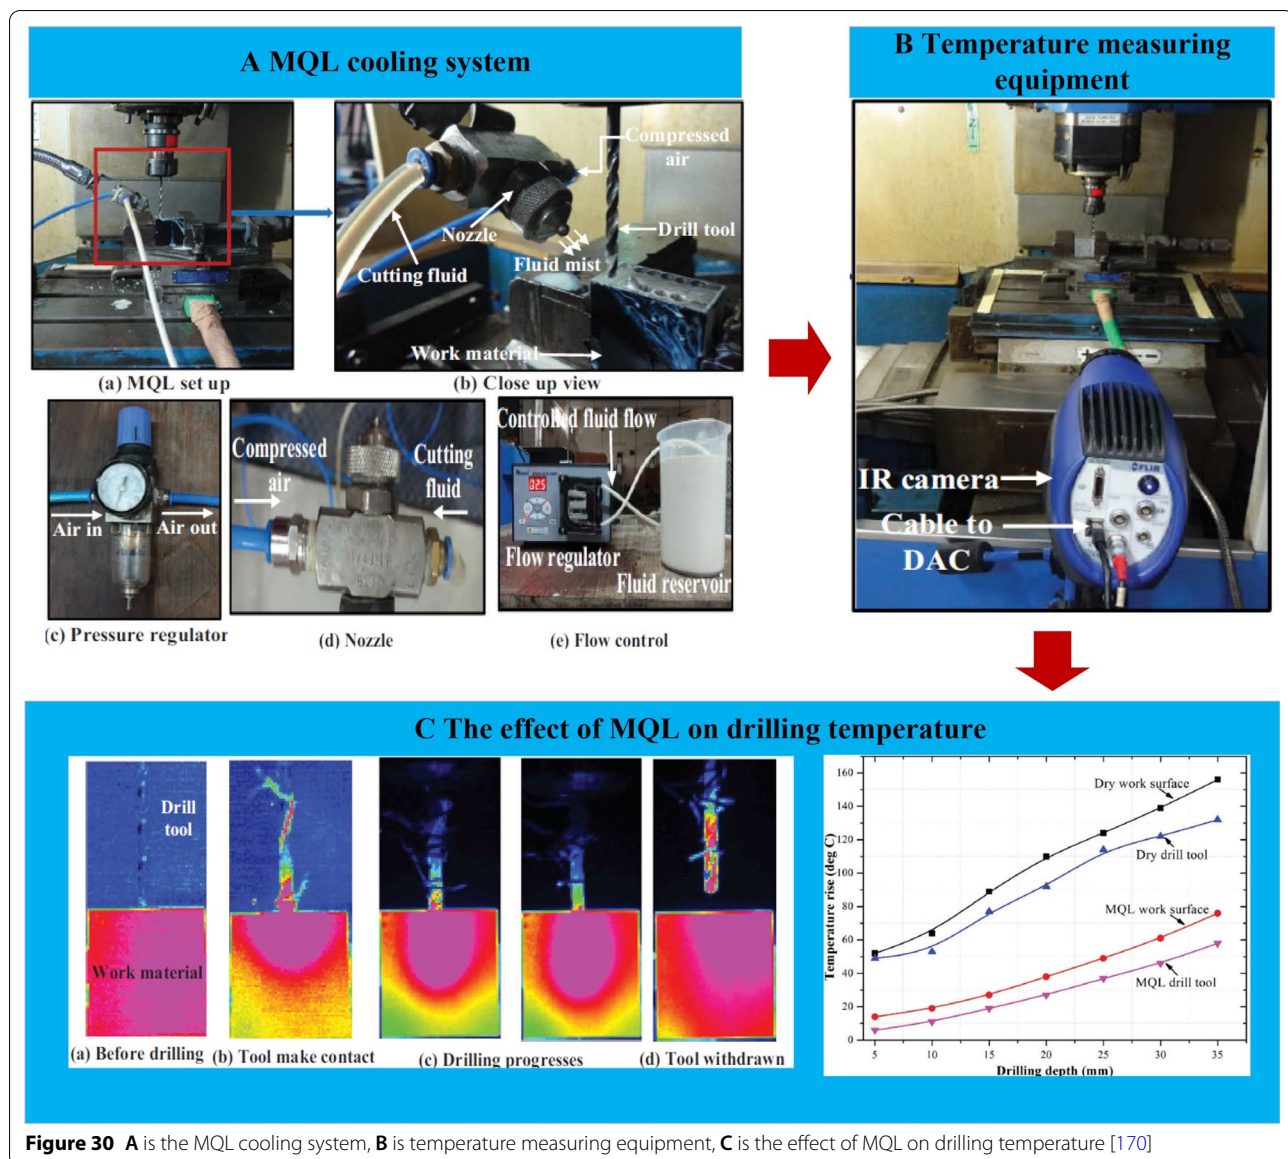 A MQL cooling system
Compressed
air
Nozzle
Drill tool
Fluid mist
Cutting fluid
Work material
(a) MQL set up
(b) Close up view
Air in
Air out
(c) Pressure regulator
Compressed
air
Cutting
fluid
(d) Nozzle
Controlled fluid flow
02.5
Flow regulator
Fluid reservoir
(e) Flow control
B Temperature measuring
equipment
Z-1
+
-
FLIR
IR camera
Cable to
DAC
C The effect of MQL on drilling temperature
Drill
tool
Work material
(a) Before drilling
(b) Tool make contact
(c) Drilling progresses
(d) Tool withdrawn
Temperature rise (deg C)
160
140
120
100
80
60
40
20
0
Dry work surface
Dry drill tool
MQL work surface
MQL drill tool
5 10 15 20 25 30 35
Drilling depth (mm)
Figure 30 A is the MQL cooling system, B is temperature measuring equipment, C is the effect of MQL on drilling temperature [170]